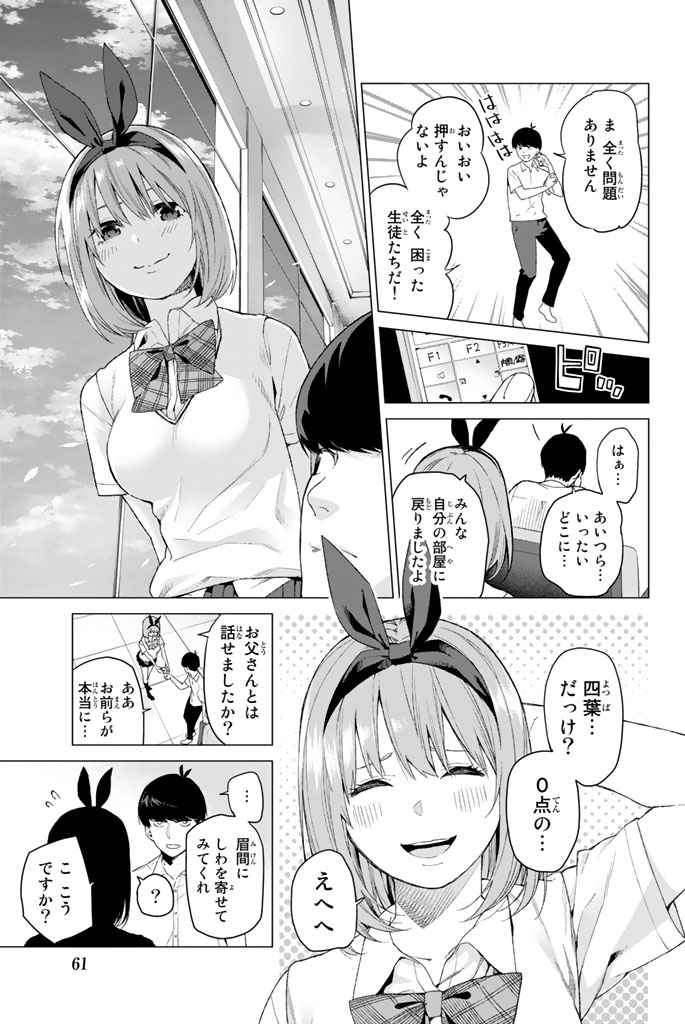 ま 全く問題
ありません
はは はは
おいおい
押すんじゃ
ないよ
全く 困った
生徒たちだ！
F1
F2
ピッ
はぁ…
あいつら…
いったい
どこに…
みんな
自分の部屋に
戻りましたよ
四葉…
だっけ？
0点の…
えへへ
お父さんとは
話せましたか？
ああ
お前らが
本当に…
…
眉間に
しわを寄せて
みてくれ
？
こ こう
ですか？
61